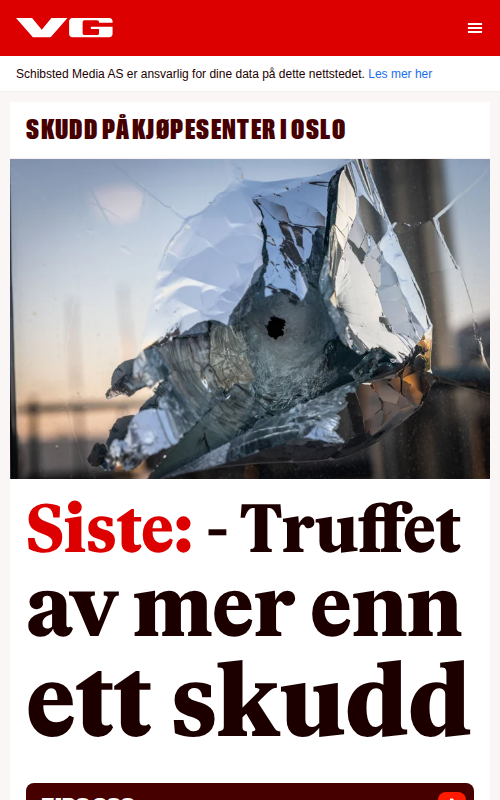 VG
Schibsted Media AS er ansvarlig for dine data på dette nettstedet. Les mer her
SKUDD PÅ KJØPESENTER I OSLO
Siste: - Truffet
av mer enn
ett skudd